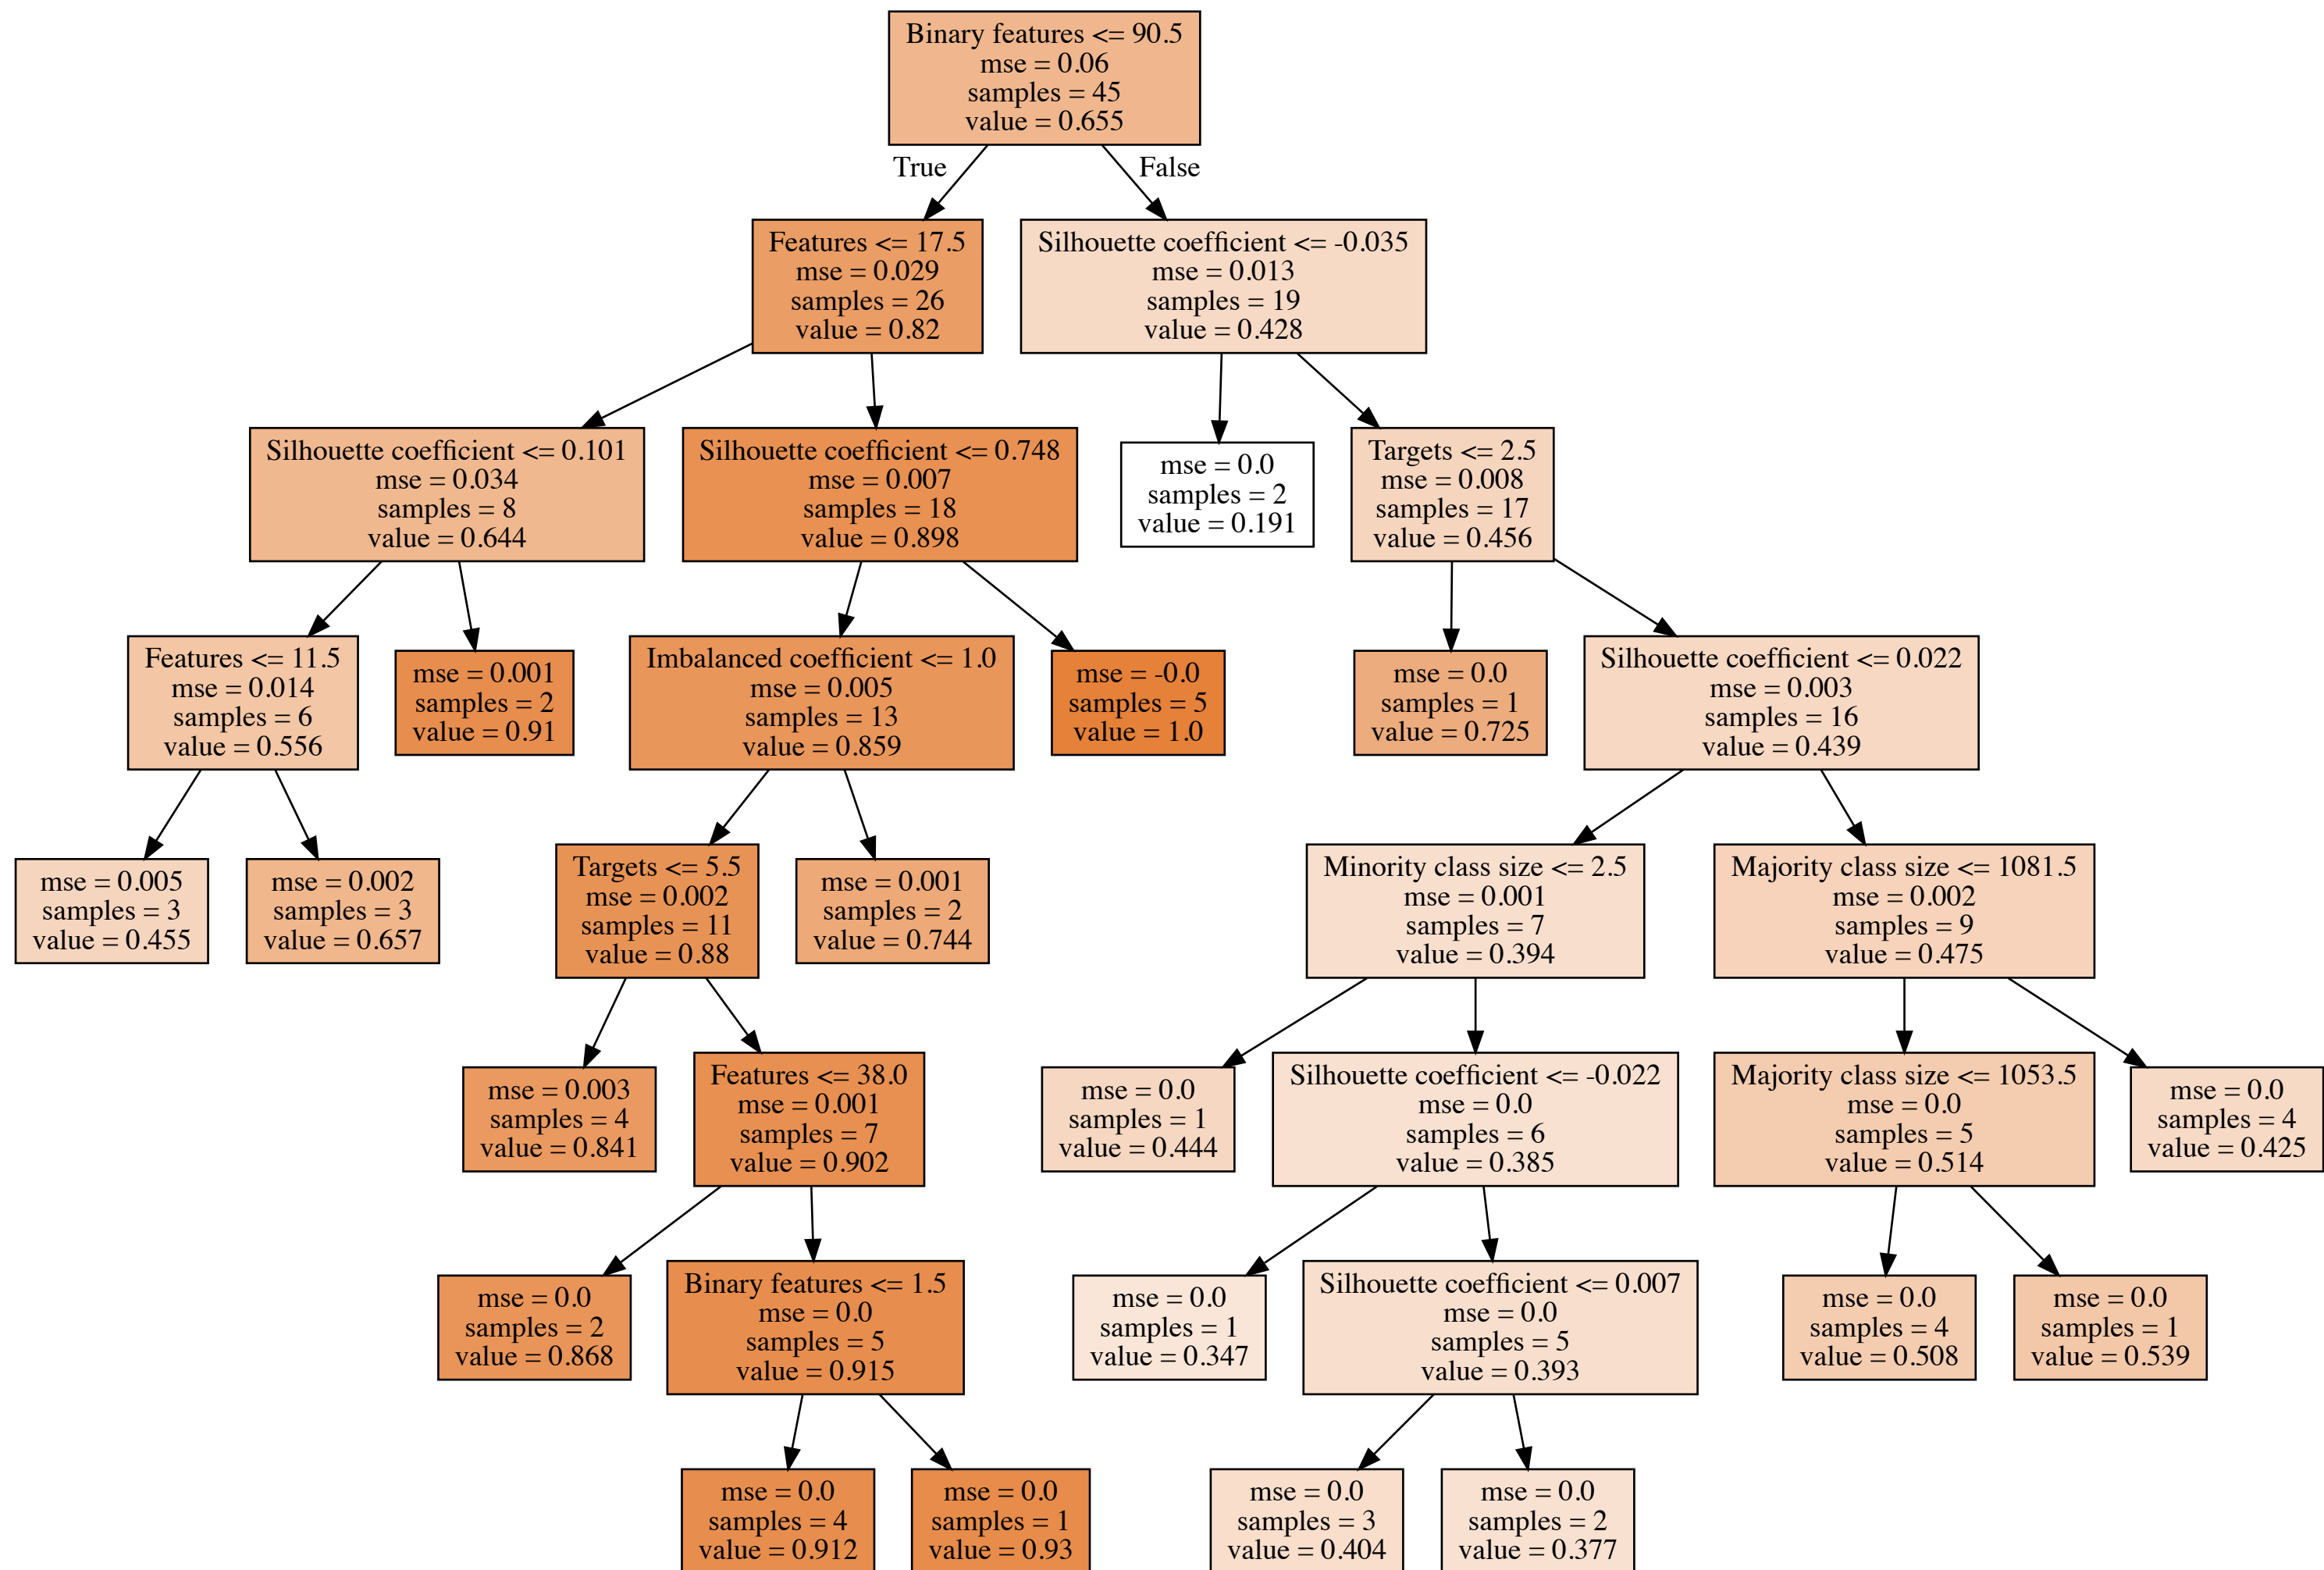 Binary features <= 90.5
mse = 0.06
samples = 45
value = 0.655
True
False
Features <= 17.5
mse = 0.029
samples = 26
value = 0.82
Silhouette coefficient <= -0.035
mse = 0.013
samples = 19
value = 0.428
Silhouette coefficient <= 0.101
mse = 0.034
samples = 8
value = 0.644
Silhouette coefficient <= 0.748
mse = 0.007
samples = 18
value = 0.898
mse = 0.0
samples = 2
value = 0.191
Targets <= 2.5
mse = 0.008
samples = 17
value = 0.456
Features <= 11.5
mse = 0.014
samples = 6
value = 0.556
mse = 0.001
samples = 2
value = 0.91
Imbalanced coefficient <= 1.0
mse = 0.005
samples = 13
value = 0.859
mse = -0.0
samples = 5
value = 1.0
mse = 0.0
samples = 1
value = 0.725
Silhouette coefficient <= 0.022
mse = 0.003
samples = 16
value = 0.439
mse = 0.005
samples = 3
value = 0.455
mse = 0.002
samples = 3
value = 0.657
Targets <= 5.5
mse = 0.002
samples = 11
value = 0.88
mse = 0.001
samples = 2
value = 0.744
Minority class size <= 2.5
mse = 0.001
samples = 7
value = 0.394
Majority class size <= 1081.5
mse = 0.002
samples = 9
value = 0.475
mse = 0.003
samples = 4
value = 0.841
Features <= 38.0
mse = 0.001
samples = 7
value = 0.902
mse = 0.0
samples = 1
value = 0.444
Silhouette coefficient <= -0.022
mse = 0.0
samples = 6
value = 0.385
Majority class size <= 1053.5
mse = 0.0
samples = 5
value = 0.514
mse = 0.0
samples = 4
value = 0.425
mse = 0.0
samples = 2
value = 0.868
Binary features <= 1.5
mse = 0.0
samples = 5
value = 0.915
mse = 0.0
samples = 1
value = 0.347
Silhouette coefficient <= 0.007
mse = 0.0
samples = 5
value = 0.393
mse = 0.0
samples = 4
value = 0.508
mse = 0.0
samples = 1
value = 0.539
mse = 0.0
samples = 4
value = 0.912
mse = 0.0
samples = 1
value = 0.93
mse = 0.0
samples = 3
value = 0.404
mse = 0.0
samples = 2
value = 0.377